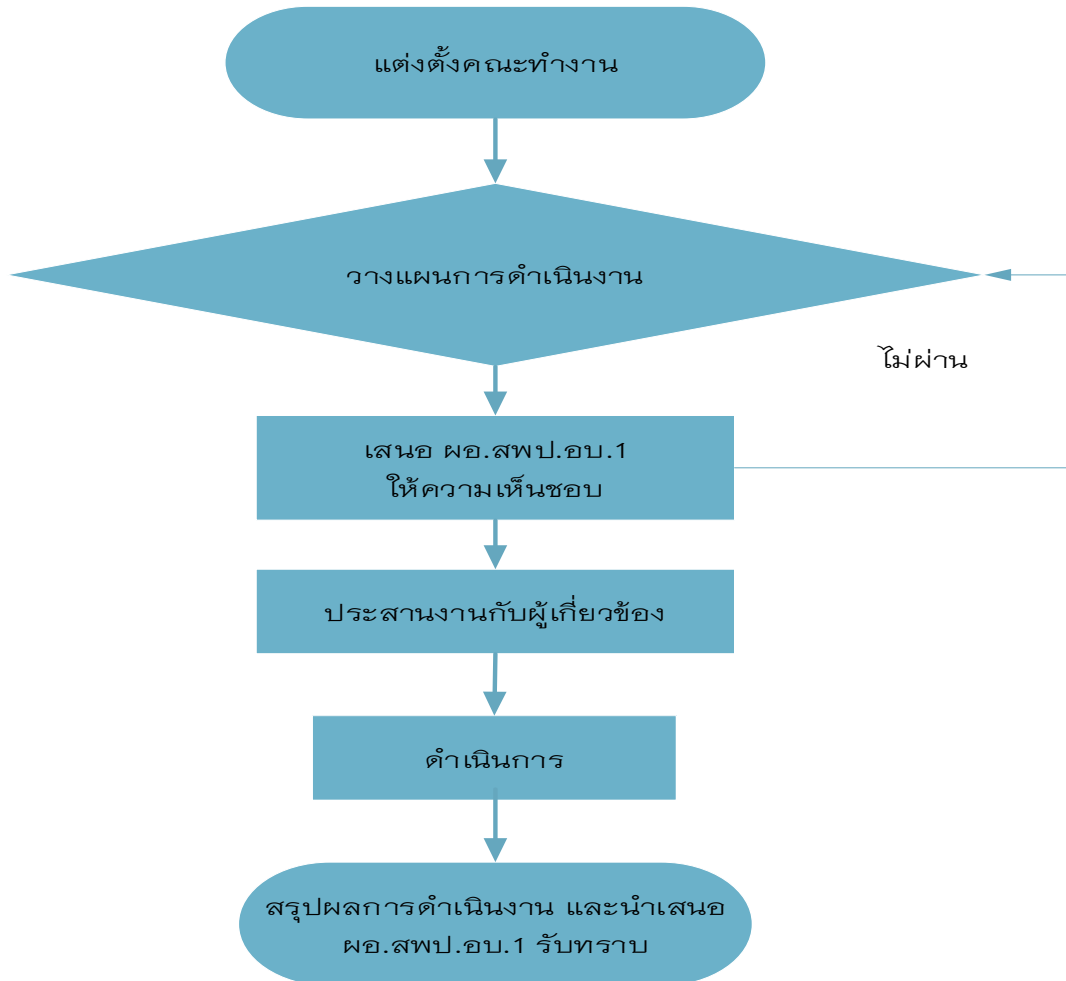 แต่งตั้งคณะทำงาน
วางแผนการดำเนินงาน
ไม่ผ่าน
เสนอ ผอ.สพป.อบ.1
ให้ความเห็นชอบ
ประสานงานกับผู้เกี่ยวข้อง
ดำเนินการ
สรุปผลการดำเนินงาน และนำเสนอ
ผอ.สพป.อบ.1 รับทราบ